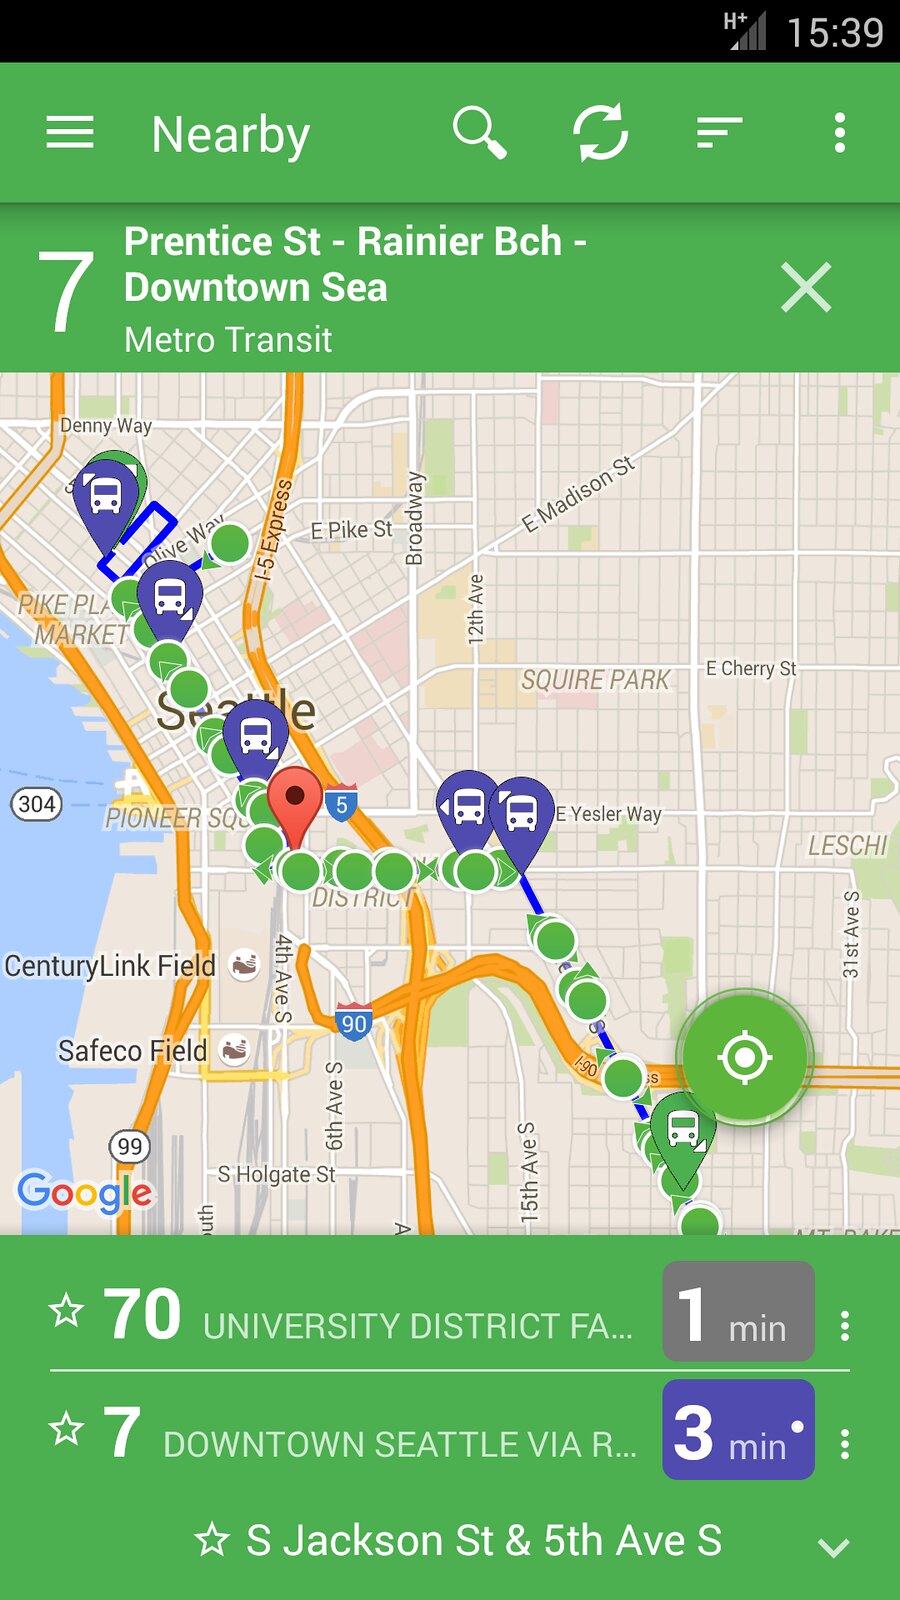 H+ 15:39
Nearby
7
Prentice St - Rainier Bch -
Downtown Sea
Metro Transit
Denny Way
Olive Way
I-5 Express
E Pike St
Broadway
E Madison St
12th Ave
PIKE PLA
MARKET
SQUIRE PARK
E Cherry St
Seattle
304
5
PIONEER SQU
E Yesler Way
LESCHI
DISTRICT
31st Ave S
CenturyLink Field
4th Ave S
90
Safeco Field
I-90
ss
6th Ave S
99
S Holgate St
15th Ave S
Google
outh
A
70 UNIVERSITY DISTRICT FA... 1 min
7 DOWNTOWN SEATTLE VIA R... 3 min
S Jackson St & 5th Ave S